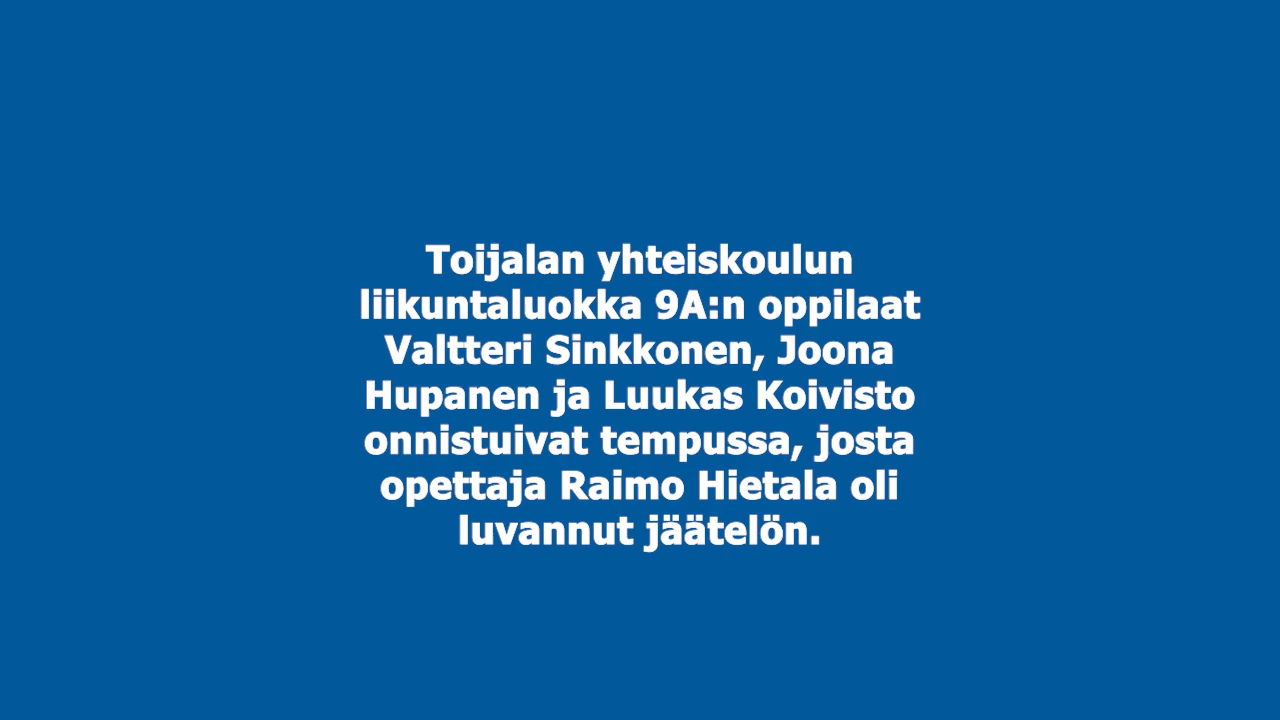 Toijalan yhteiskoulun
liikuntaluokka 9A:n oppilaat
Valtteri Sinkkonen, Joona
Hupanen ja Luukas Koivisto
onnistuivat tempussa, josta
opettaja Raimo Hietala oli
luvannut jäätelön.